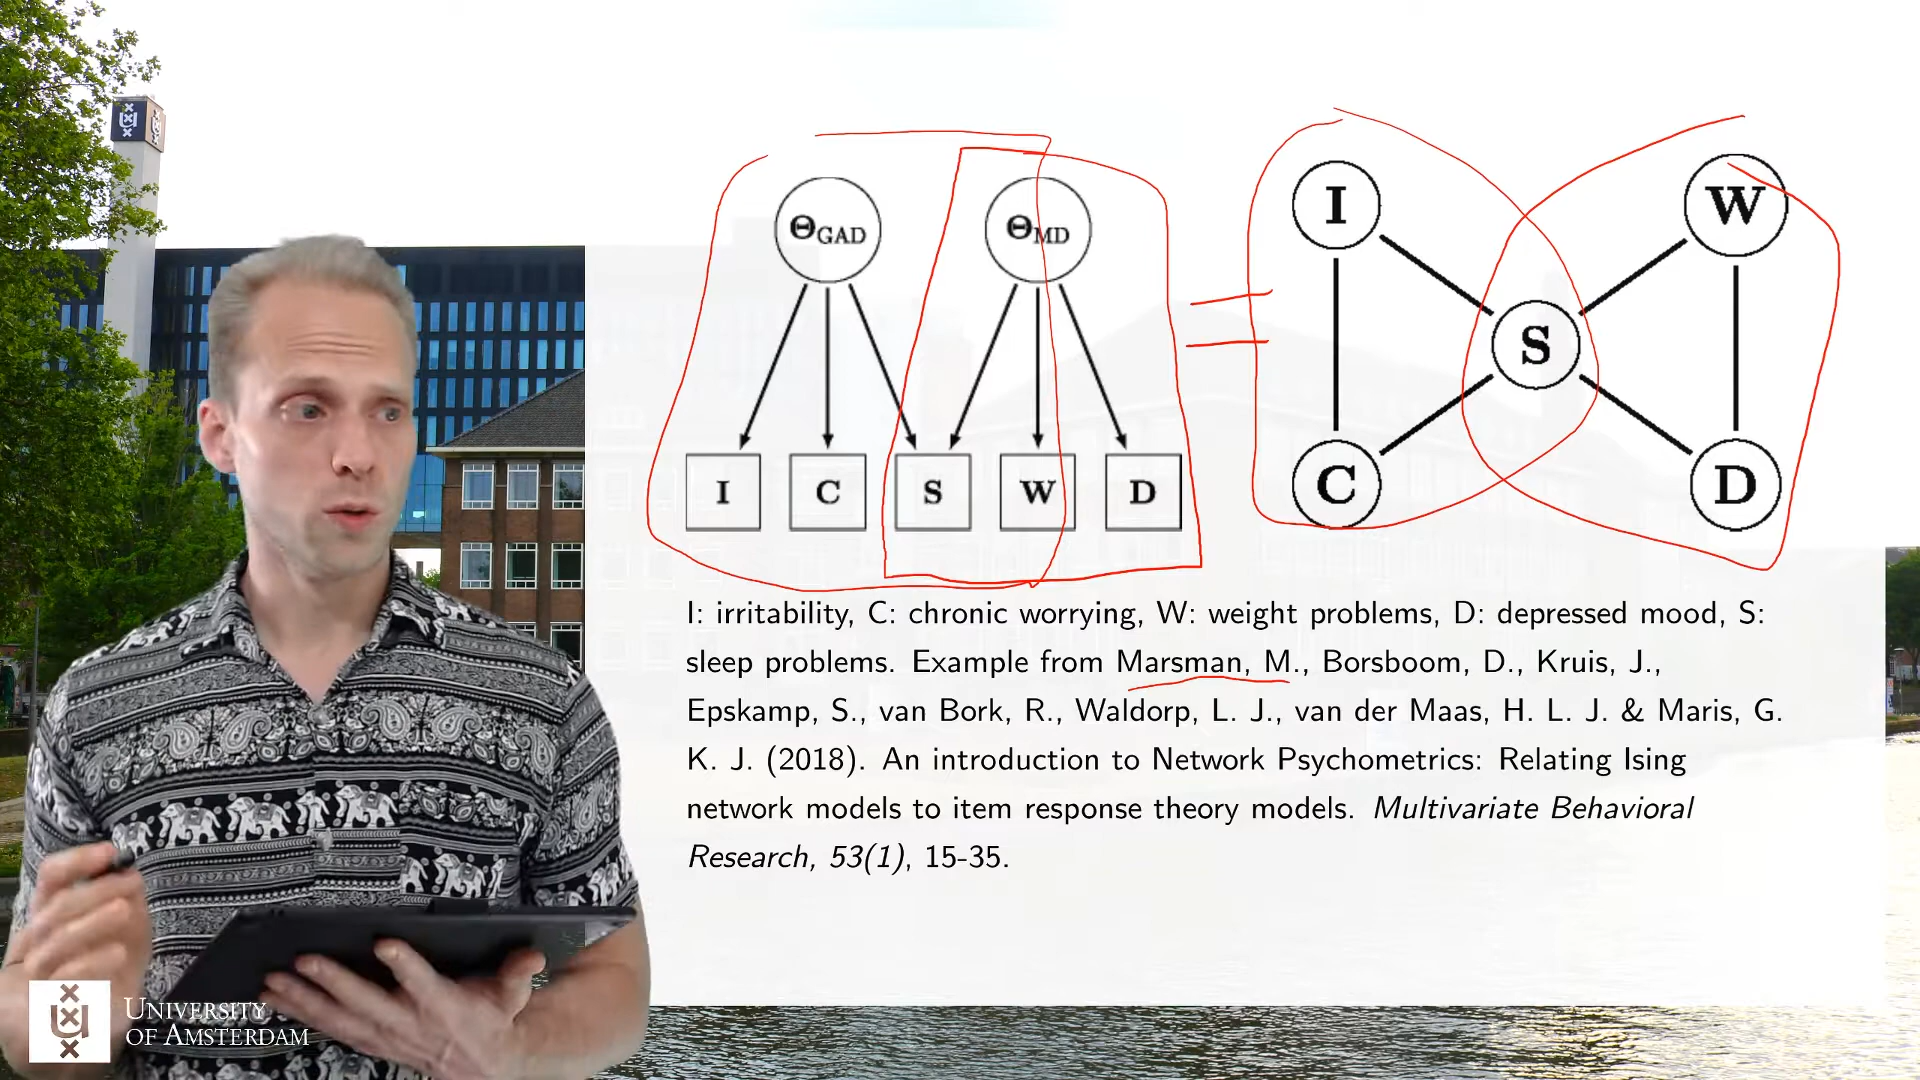 Θ GAD
Θ MD
I C S W D
I
W
S
C
D
I: irritability, C: chronic worrying, W: weight problems, D: depressed mood, S:
sleep problems. Example from Marsman, M., Borsboom, D., Kruis, J.,
Epskamp, S., van Bork, R., Waldorp, L. J., van der Maas, H. L. J. & Maris, G.
K. J. (2018). An introduction to Network Psychometrics: Relating Ising
network models to item response theory models. Multivariate Behavioral
Research, 53(1), 15-35.
UNIVERSITY
OF AMSTERDAM